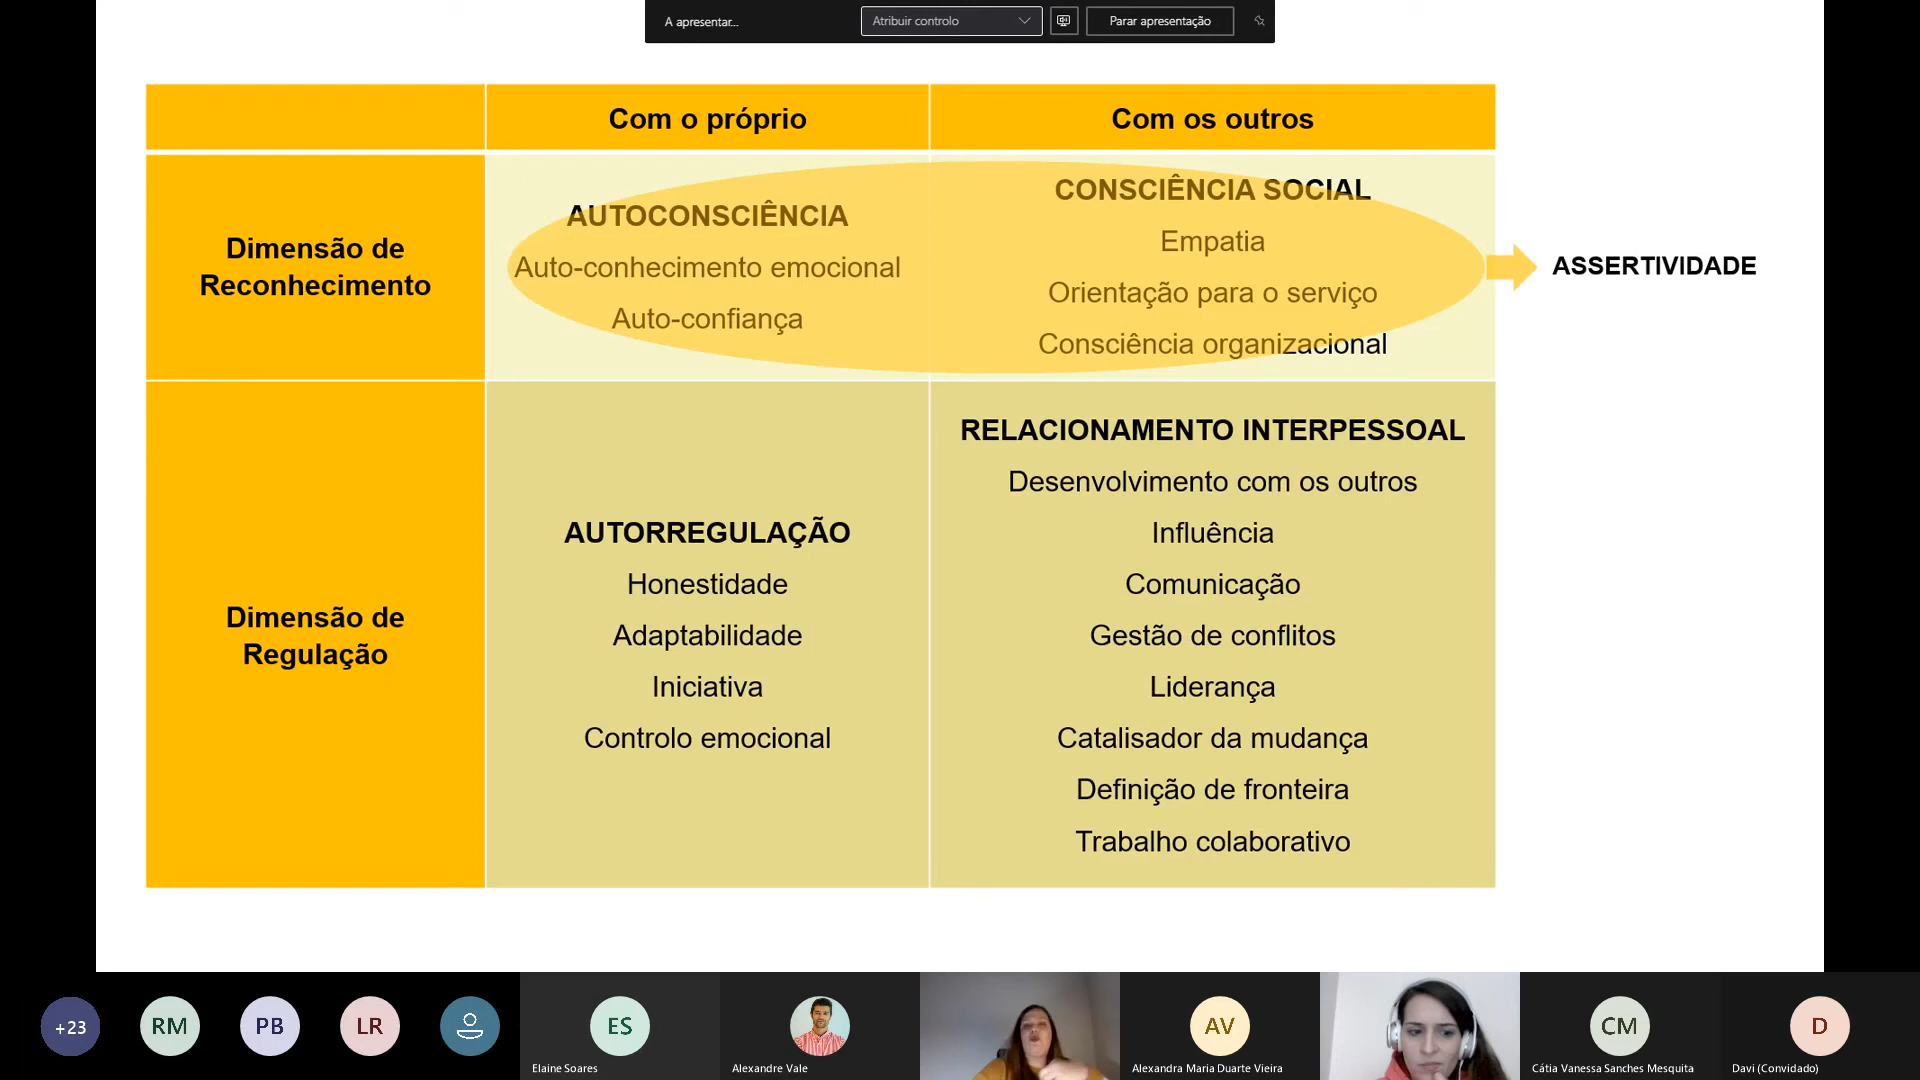 A apresentar...
Atribuir controlo
Parar apresentação
Com o próprio
Com os outros
Dimensão de
Reconhecimento
AUTOCONSCIÊNCIA
Auto-conhecimento emocional
Auto-confiança
CONSCIÊNCIA SOCIAL
Empatia
Orientação para o serviço
Consciência organizacional
ASSERTIVIDADE
Dimensão de
Regulação
AUTORREGULAÇÃO
Honestidade
Adaptabilidade
Iniciativa
Controlo emocional
RELACIONAMENTO INTERPESSOAL
Desenvolvimento com os outros
Influência
Comunicação
Gestão de conflitos
Liderança
Catalisador da mudança
Definição de fronteira
Trabalho colaborativo
+23
RM
PB
LR
ES
Elaine Soares
Alexandre Vale
AV
Alexandra Maria Duarte Vieira
CM
Cátia Vanessa Sanches Mesquita
D
Davi (Convidado)